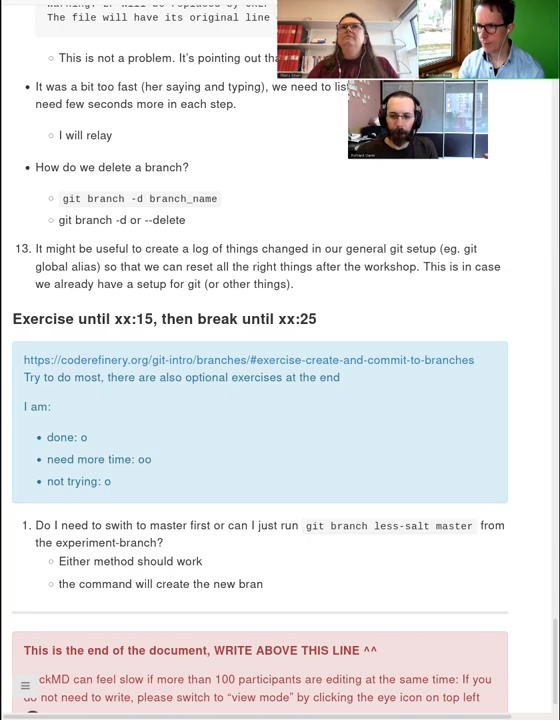 The file will have its original line
This is not a problem. It's pointing out
It was a bit too fast (her saying and typing), we need to
need few seconds more in each step.
I will relay
How do we delete a branch?
git branch -d branch_name
git branch -d or --delete
13. It might be useful to create a log of things changed in our general git setup (eg. git
global alias) so that we can reset all the right things after the workshop. This is in case
we already have a setup for git (or other things).
Exercise until xx:15, then break until xx:25
https://coderefinery.org/git-intro/branches/#exercise-create-and-commit-to-branches
Try to do most, there are also optional exercises at the end
I am:
done: o
need more time: oo
not trying: o
1. Do I need to swith to master first or can I just run git branch less-salt master from
the experiment-branch?
Either method should work
the command will create the new bran
This is the end of the document, WRITE ABOVE THIS LINE ^^
ckMD can feel slow if more than 100 participants are editing at the same time: If you
not need to write, please switch to “view mode” by clicking the eye icon on top left